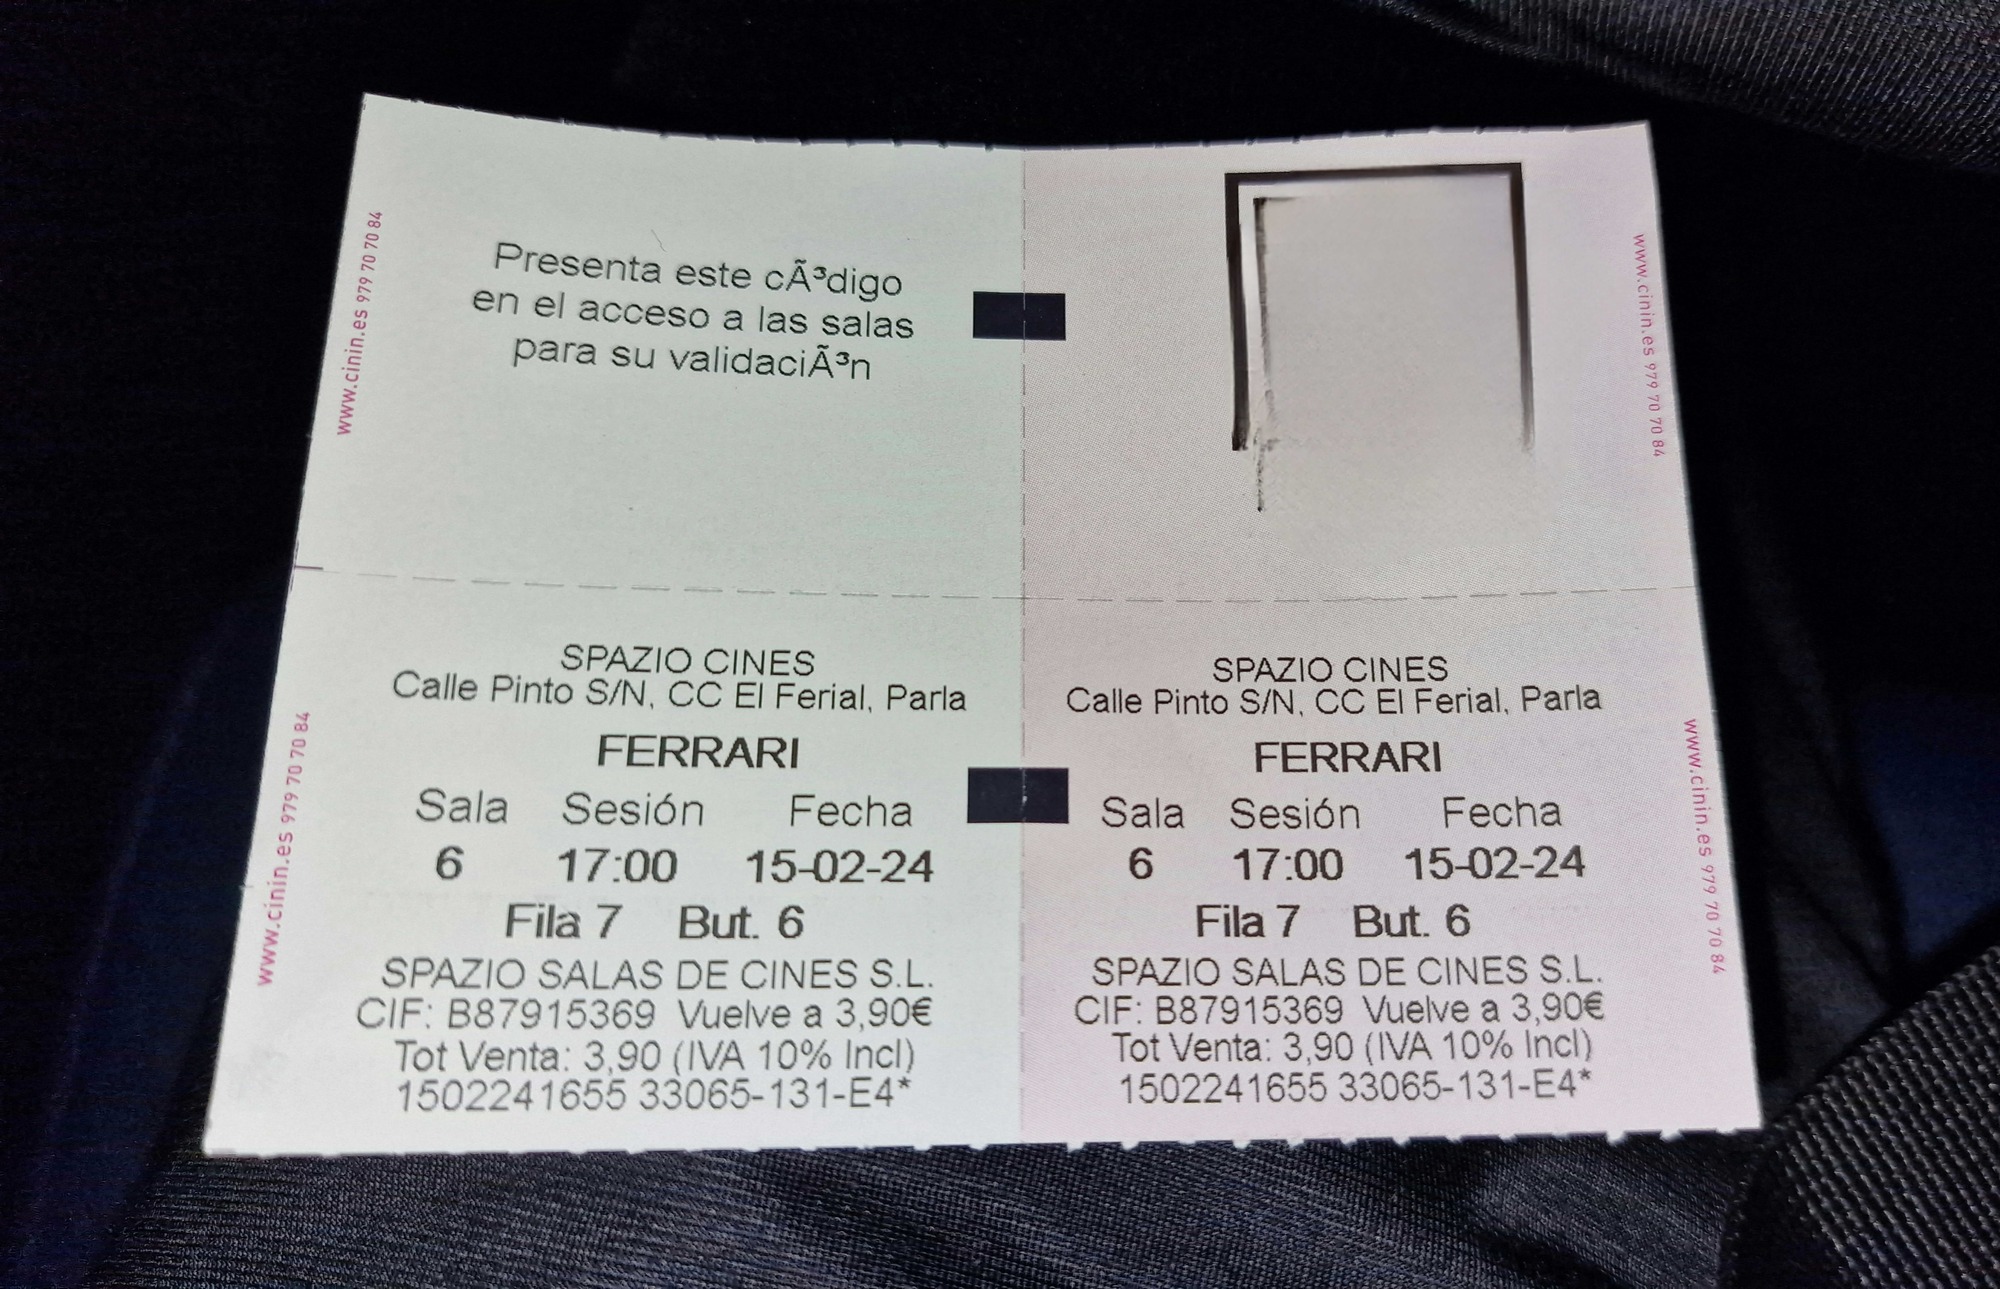 Presenta este cÃ³digo
en el acceso a las salas
para su validaciÃ³n
www.cinin.es 979 70 70 84
www.cinin.es 979 70 70 84
SPAZIO CINES
Calle Pinto S/N, CC El Ferial, Parla
FERRARI
Sala Sesión Fecha
6 17:00 15-02-24
Fila 7 But. 6
SPAZIO SALAS DE CINES S.L.
CIF: B87915369 Vuelve a 3,90€
Tot Venta: 3,90 (IVA 10% Incl)
1502241655 33065-131-E4*
www.cinin.es 979 70 70 84
SPAZIO CINES
Calle Pinto S/N, CC El Ferial, Parla
FERRARI
Sala Sesión Fecha
6 17:00 15-02-24
Fila 7 But. 6
SPAZIO SALAS DE CINES S.L.
CIF: B87915369 Vuelve a 3,90€
Tot Venta: 3,90 (IVA 10% Incl)
1502241655 33065-131-E4*
www.cinin.es 979 70 70 84